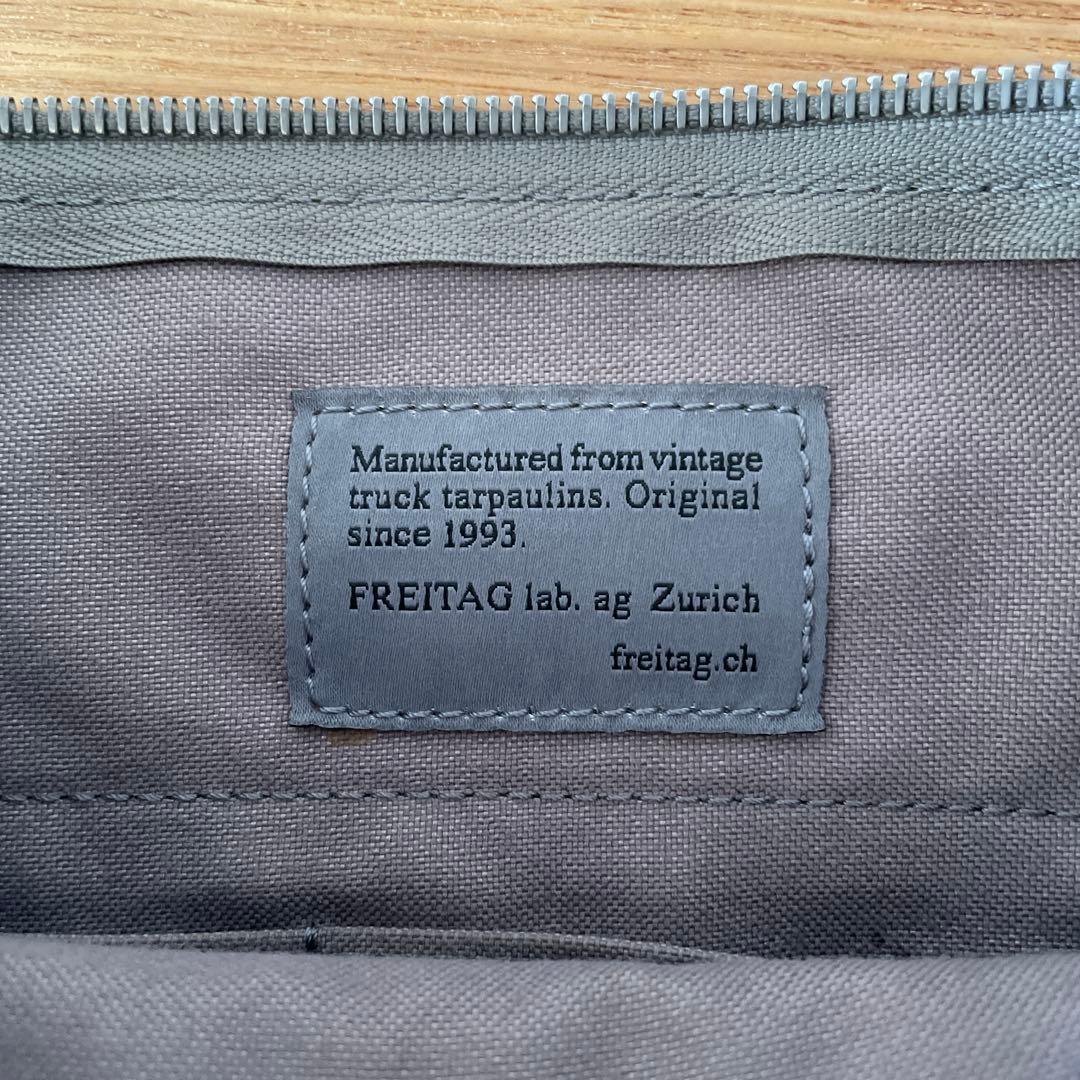 Manufactured from vintage
truck tarpaulins. Original
since 1993.
FREITAG lab. ag Zurich
freitag.ch